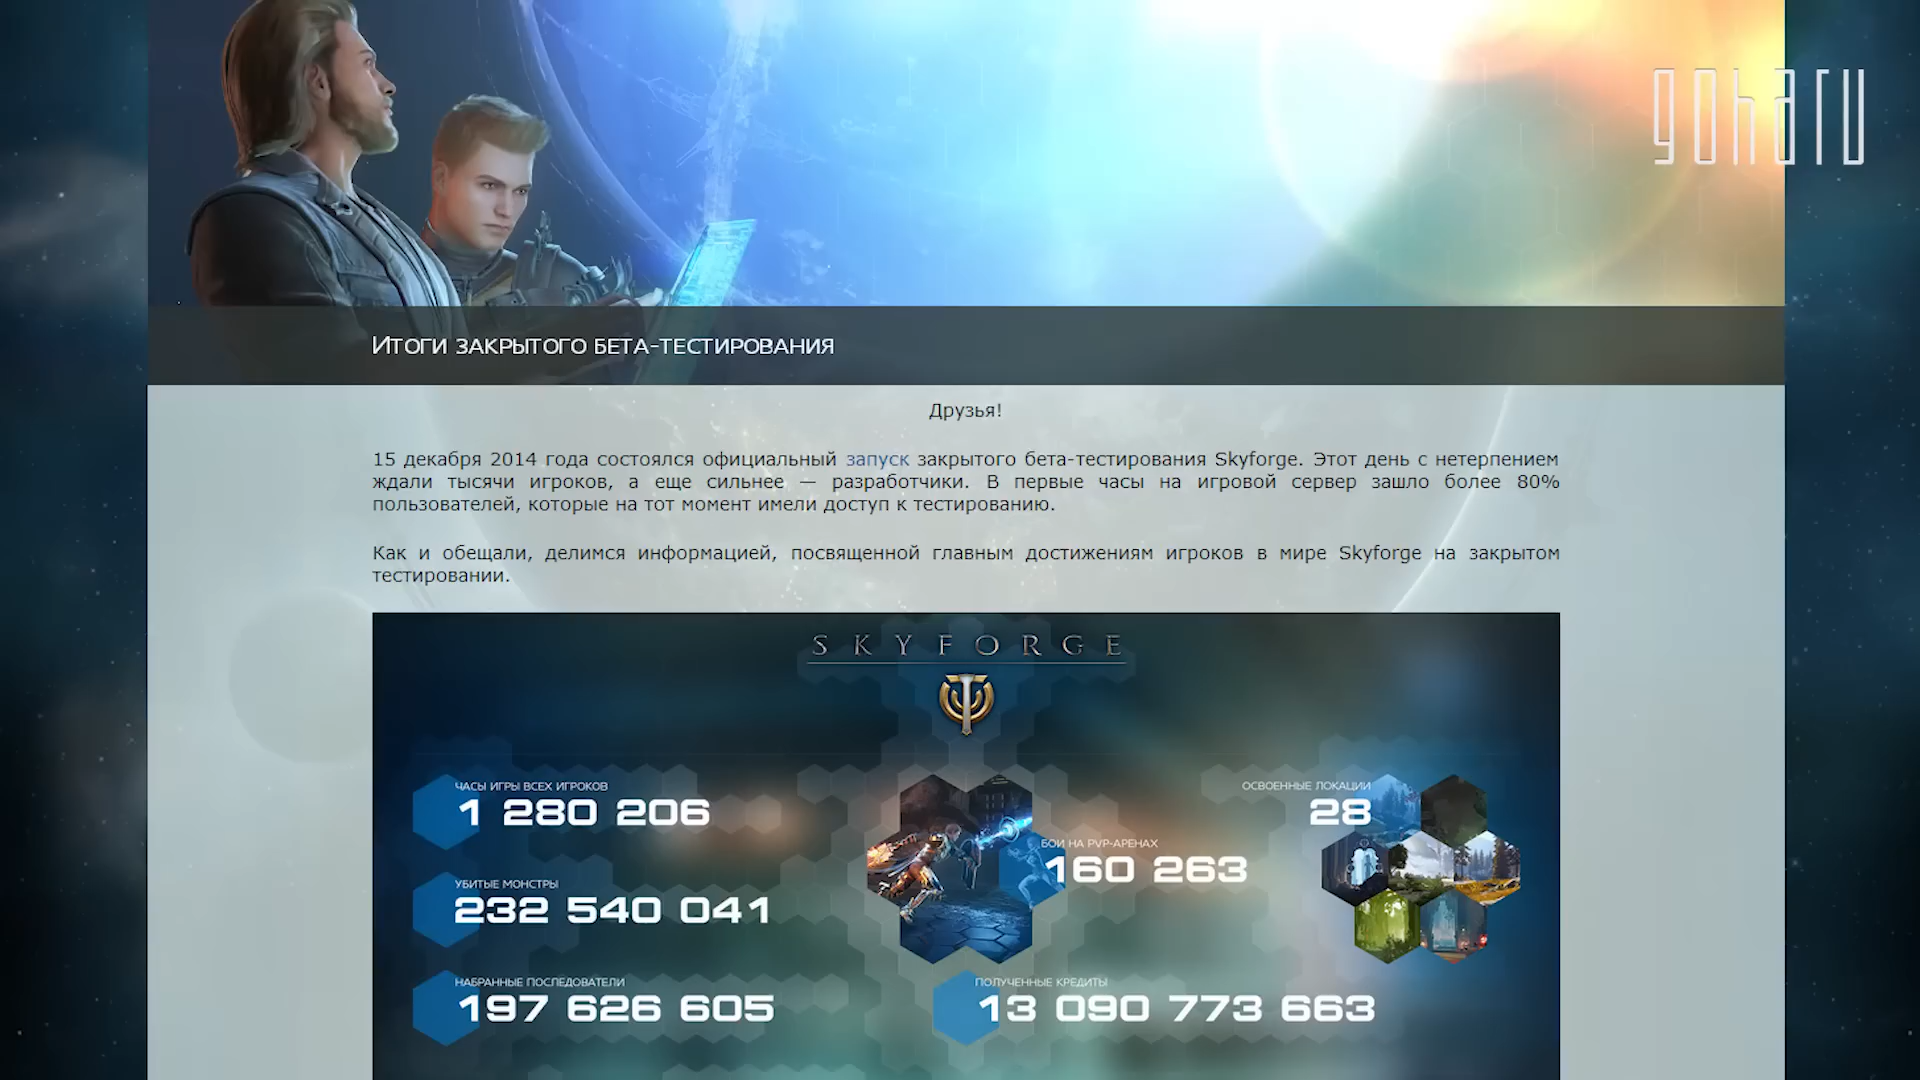 goharu
Итоги закрытого бета-тестирования
Друзья!
15 декабря 2014 года состоялся официальный запуск закрытого бета-тестирования Skyforge. Этот день с нетерпением
ждали тысячи игроков, а еще сильнее — разработчики. В первые часы на игровой сервер зашло более 80%
пользователей, которые на тот момент имели доступ к тестированию.
Как и обещали, делимся информацией, посвященной главным достижениям игроков в мире Skyforge на закрытом
тестировании.
SKYFORGE
ЧАСЫ ИГРЫ ВСЕХ ИГРОКОВ
1 280 206
УБИТЫЕ МОНСТРЫ
232 540 041
НАБРАННЫЕ ПОСЛЕДОВАТЕЛИ
197 626 605
БОИ НА PVP-АРЕНАХ
160 263
ПОЛУЧЕННЫЕ КРЕДИТЫ
13 090 773 663
ОСВОЕННЫЕ ЛОКАЦИИ
28